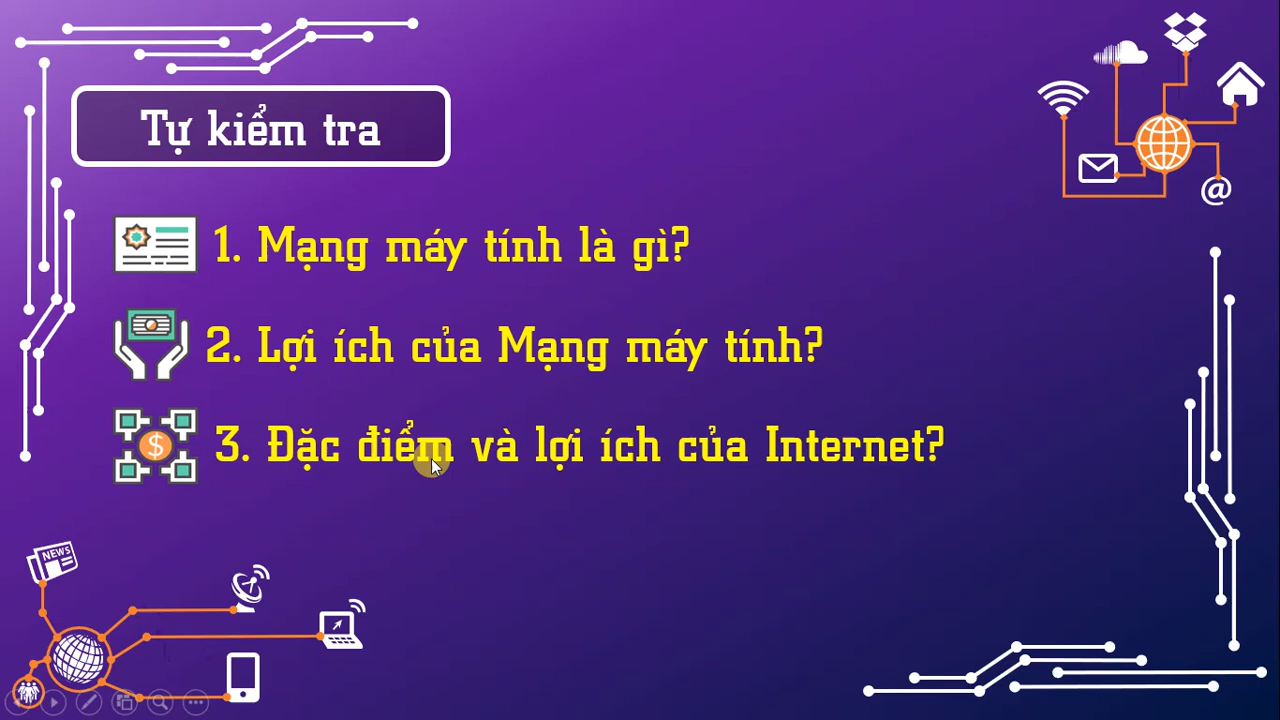 Tự kiểm tra
1. Mạng máy tính là gì?
2. Lợi ích của Mạng máy tính?
3. Đặc điểm và lợi ích của Internet?
NEWS